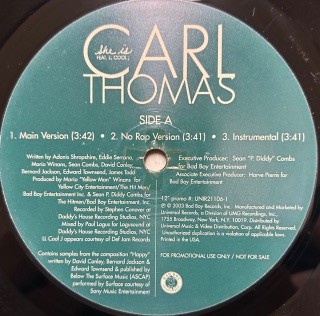 she is
FEAT. LL COOL J
CARL
THOMAS
SIDE A
1. Main Version (3:42) • 2. No Rap Version (3:41) • 3. Instrumental (3:41)
Written by Adonis Shropshire, Eddie Serrano,
Mario Winans, Sean Combs, David Conley,
Bernard Jackson, Edward Townsend, James Todd
Produced by Mario "Yellow Man" Winans for
Yellow City Entertainment/The Hit Men/
Bad Boy Entertainment Inc. & Sean P. Diddy Combs for
The Hitmen/Bad Boy Entertainment, Inc.
Recorded by Stephen Conover at
Daddy's House Recording Studios, NYC
Mixed by Paul Logus for Loguesound at
Daddy's House Recording Studios, NYC
LL Cool J appears courtesy of Def Jam Records
Contains samples from the composition "Happy"
written by David Conley, Bernard Jackson &
Edward Townsend & published by
Below The Surface Music (ASCAP)
performed by Surface courtesy of
Sony Music Entertainment
Executive Producer: Sean "P. Diddy" Combs
for Bad Boy Entertainment
Associate Executive Producer: Harve Pierre for
Bad Boy Entertainment
12" promo #: UNIR21106-1
℗ © 2003 Bad Boy Records, Inc. Manufactured and Marketed by
Universal Records, a Division of UMG Recordings, Inc.,
1755 Broadway, New York, N.Y. 10019. Distributed by
Universal Music & Video Distribution, Corp. All Rights Reserved.
Unauthorized duplication is a violation of applicable laws.
Printed in the USA.
FOR PROMOTIONAL USE ONLY / NOT FOR SALE